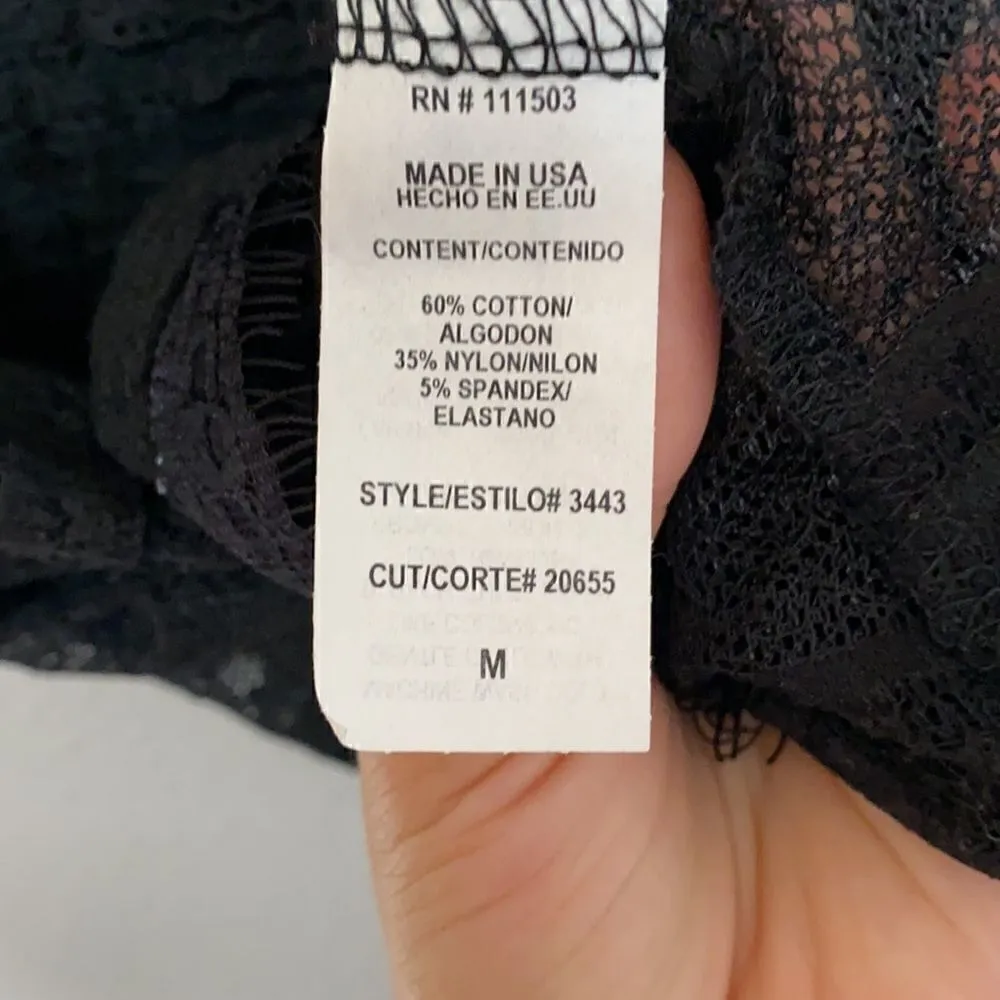 RN # 111503
MADE IN USA
HECHO EN EE.UU
CONTENT/CONTENIDO
60% COTTON/
ALGODON
35% NYLON/NILON
5% SPANDEX/
ELASTANO
STYLE/ESTILO# 3443
CUT/CORTE# 20655
M